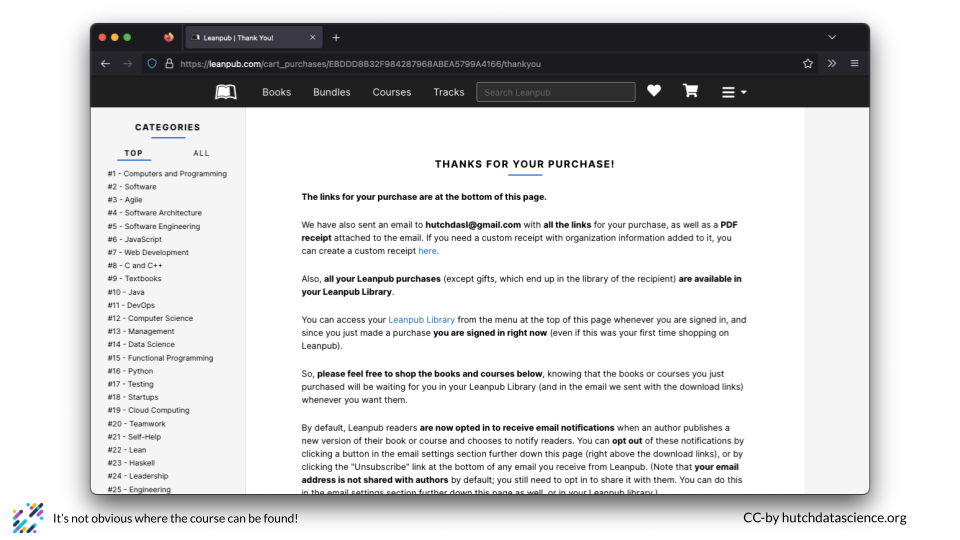 Leanpub | Thank You!
https://leanpub.com/cart_purchases/EBDDD8B32F984287968ABEA5799A4166/thankyou
Books Bundles Courses Tracks Search Leanpub
CATEGORIES
TOP ALL
#1 - Computers and Programming
#2 - Software
#3 - Agile
#4 - Software Architecture
#5 - Software Engineering
#6 - JavaScript
#7 - Web Development
#8 - C and C++
#9 - Textbooks
#10 - Java
#11 - DevOps
#12 - Computer Science
#13 - Management
#14 - Data Science
#15 - Functional Programming
#16 - Python
#17 - Testing
#18 - Startups
#19 - Cloud Computing
#20 - Teamwork
#21 - Self-Help
#22 - Lean
#23 - Haskell
#24 - Leadership
#25 - Engineering
THANKS FOR YOUR PURCHASE!
The links for your purchase are at the bottom of this page.
We have also sent an email to hutchdasl@gmail.com with all the links for your purchase, as well as a PDF
receipt attached to the email. If you need a custom receipt with organization information added to it, you
can create a custom receipt here.
Also, all your Leanpub purchases (except gifts, which end up in the library of the recipient) are available in
your Leanpub Library.
You can access your Leanpub Library from the menu at the top of this page whenever you are signed in, and
since you just made a purchase you are signed in right now (even if this was your first time shopping on
Leanpub).
So, please feel free to shop the books and courses below, knowing that the books or courses you just
purchased will be waiting for you in your Leanpub Library (and in the email we sent with the download links)
whenever you want them.
By default, Leanpub readers are now opted in to receive email notifications when an author publishes a
new version of their book or course and chooses to notify readers. You can opt out of these notifications by
clicking a button in the email settings section further down this page (right above the download links), or by
clicking the "Unsubscribe" link at the bottom of any email you receive from Leanpub. (Note that your email
address is not shared with authors by default; you still need to opt in to share it with them. You can do this
in the email settings section further down this page as well, or in your Leanpub library.)
It's not obvious where the course can be found!
CC-by hutchdatascience.org